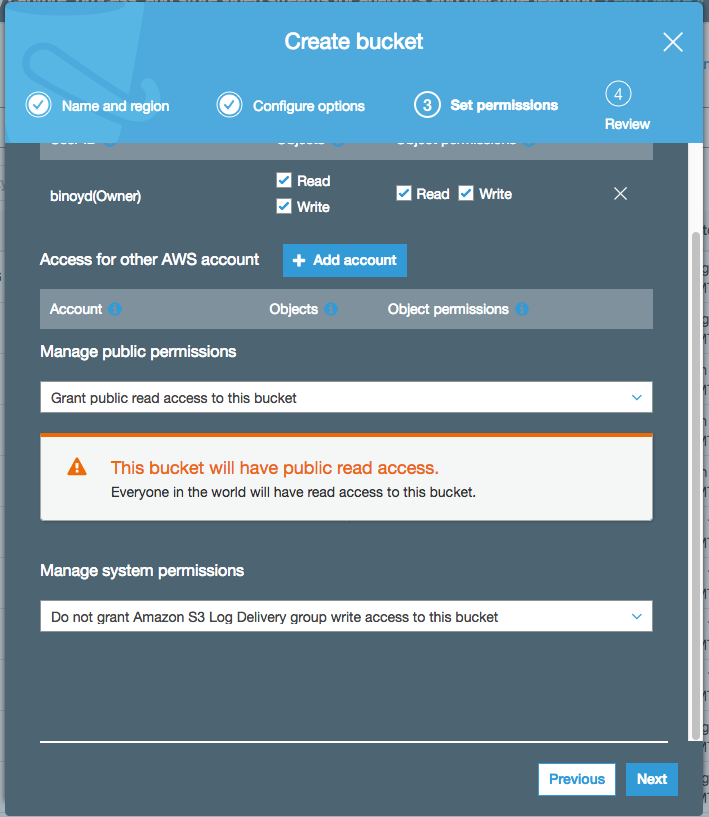 Create bucket
Name and region
Configure options
3 Set permissions
4
Review
Objects
Object permissions
binoyd(Owner)
Read
Write
Read
Write
Access for other AWS account
+ Add account
Account
Objects
Object permissions
Manage public permissions
Grant public read access to this bucket
This bucket will have public read access.
Everyone in the world will have read access to this bucket.
Manage system permissions
Do not grant Amazon S3 Log Delivery group write access to this bucket
Previous
Next